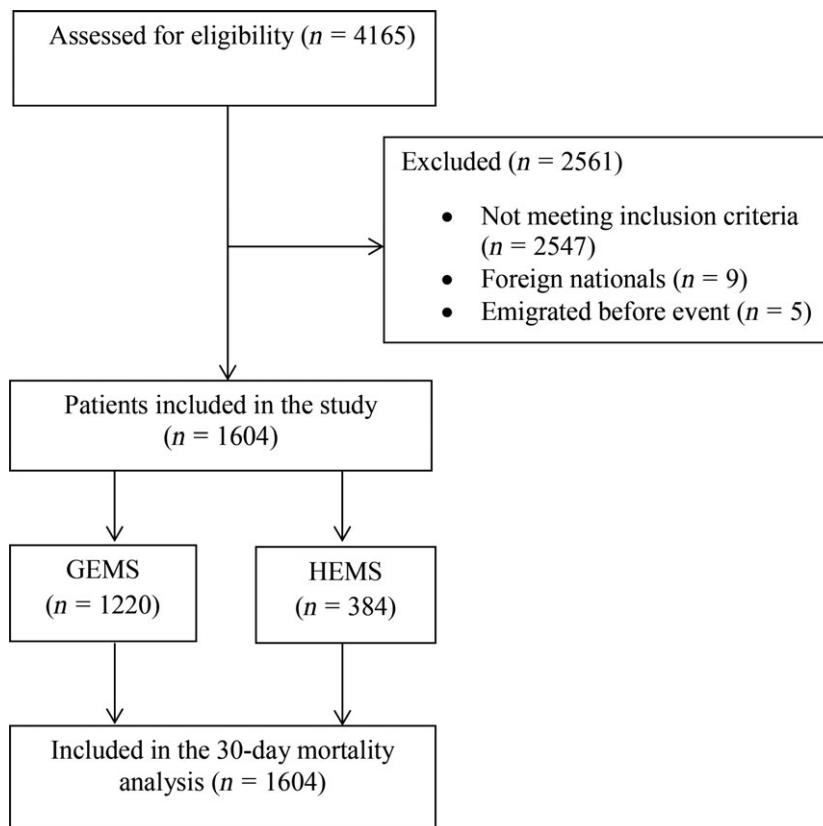 Assessed for eligibility (n = 4165)
Excluded (n = 2561)
• Not meeting inclusion criteria
(n = 2547)
• Foreign nationals (n = 9)
• Emigrated before event (n = 5)
Patients included in the study
(n = 1604)
GEMS
(n = 1220)
HEMS
(n = 384)
Included in the 30-day mortality
analysis (n = 1604)